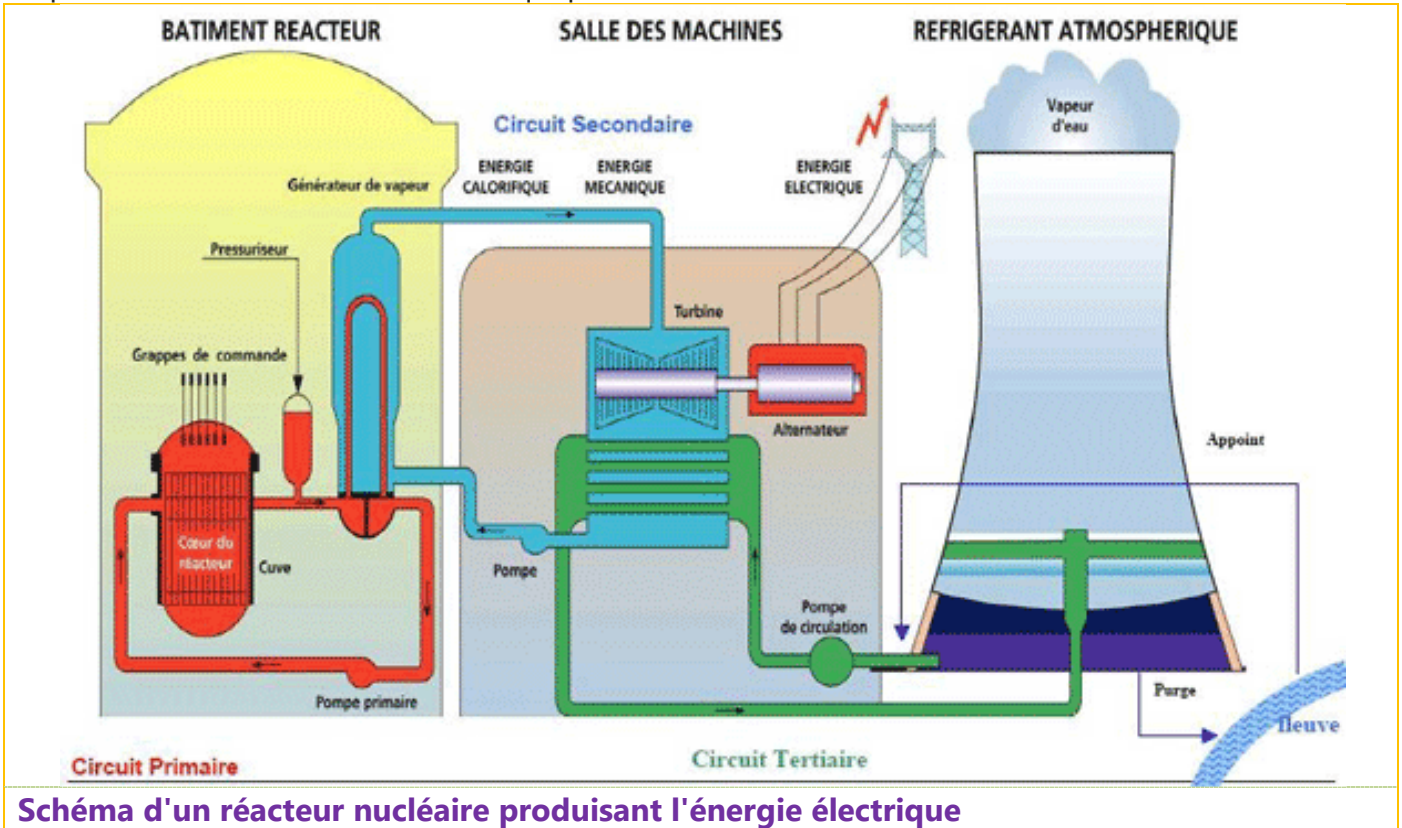 BATIMENT REACTEUR
SALLE DES MACHINES
REFRIGERANT ATMOSPHERIQUE
Vapeur
d'eau
Circuit Secondaire
ENERGIE
CALORIFIQUE
ENERGIE
MECANIQUE
ENERGIE
ELECTRIQUE
Générateur de vapeur
Pressuriseur
Turbine
Grappes de commande
Alternateur
Appoint
Cœur du
réacteur
Cuve
Pompe
Pompe
de circulation
Pompe primaire
Purge
fleuve
Circuit Primaire
Circuit Tertiaire
Schéma d'un réacteur nucléaire produisant l'énergie électrique